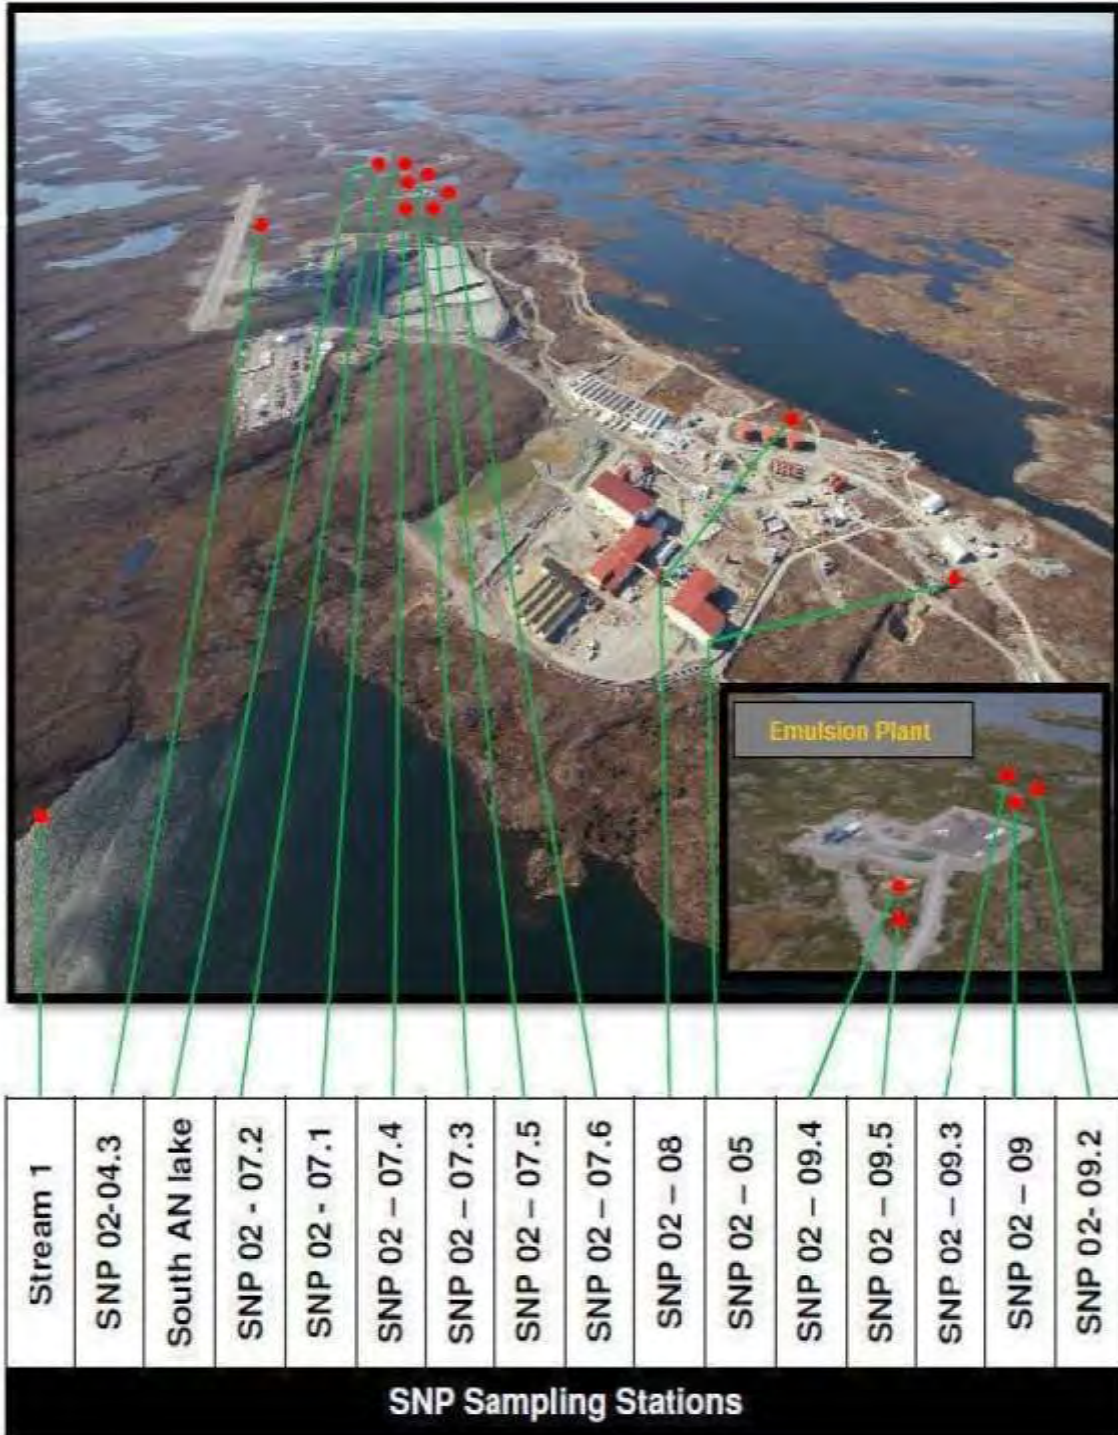 Emulsion Plant
Stream 1
SNP 02-04.3
South AN lake
SNP 02 - 07.2
SNP 02 - 07.1
SNP 02 – 07.4
SNP 02 – 07.3
SNP 02 – 07.5
SNP 02 – 07.6
SNP 02 – 08
SNP 02 – 05
SNP 02 – 09.4
SNP 02 – 09.5
SNP 02 – 09.3
SNP 02 – 09
SNP 02- 09.2
SNP Sampling Stations